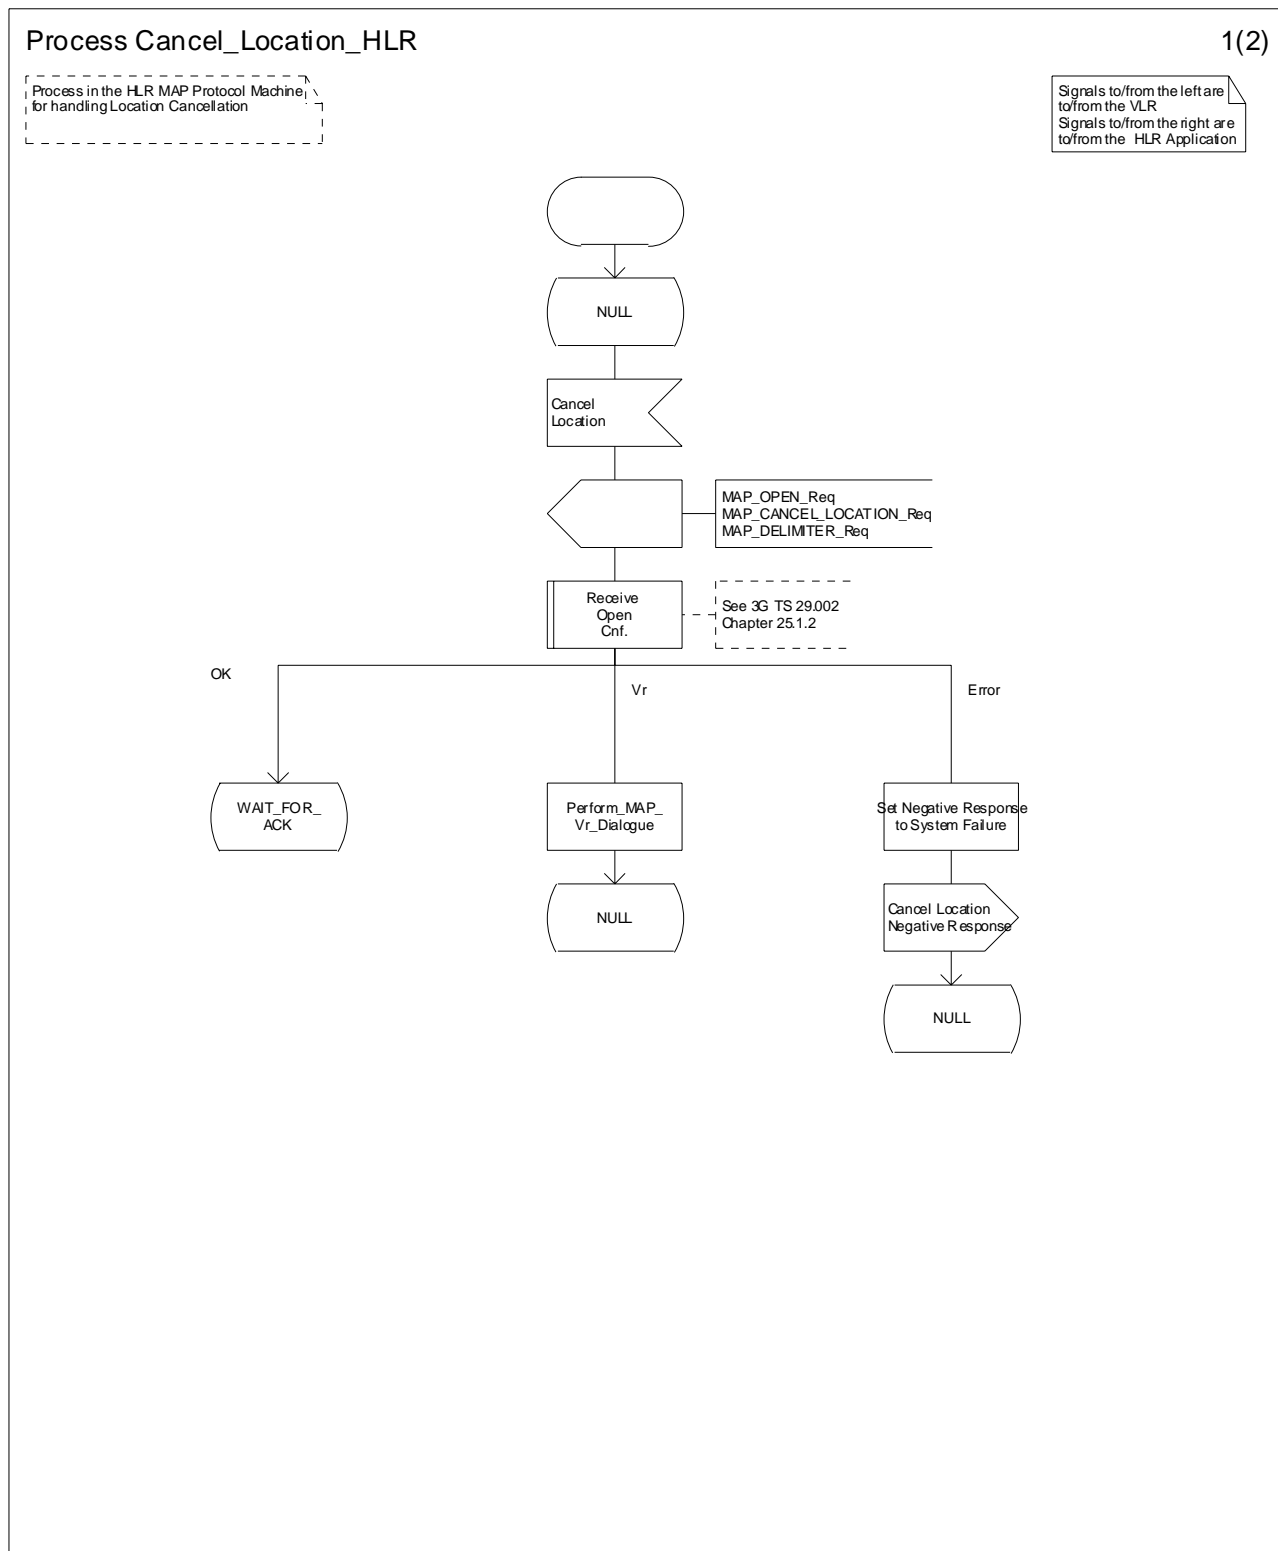 Process Cancel_Location_HLR
1(2)
Process in the HLR MAP Protocol Machine
for handling Location Cancellation
Signals to/from the left are
to/from the VLR
Signals to/from the right are
to/from the HLR Application
NULL
Cancel
Location
MAP_OPEN_Req
MAP_CANCEL_LOCATION_Req
MAP_DELIMITER_Req
Receive
Open
Cnf.
See 3G TS 29.002
Chapter 25.1.2
OK
Vr
Error
WAIT_FOR_
ACK
Perform_MAP_
Vr_Dialogue
Set Negative Response
to System Failure
NULL
Cancel Location
Negative Response
NULL